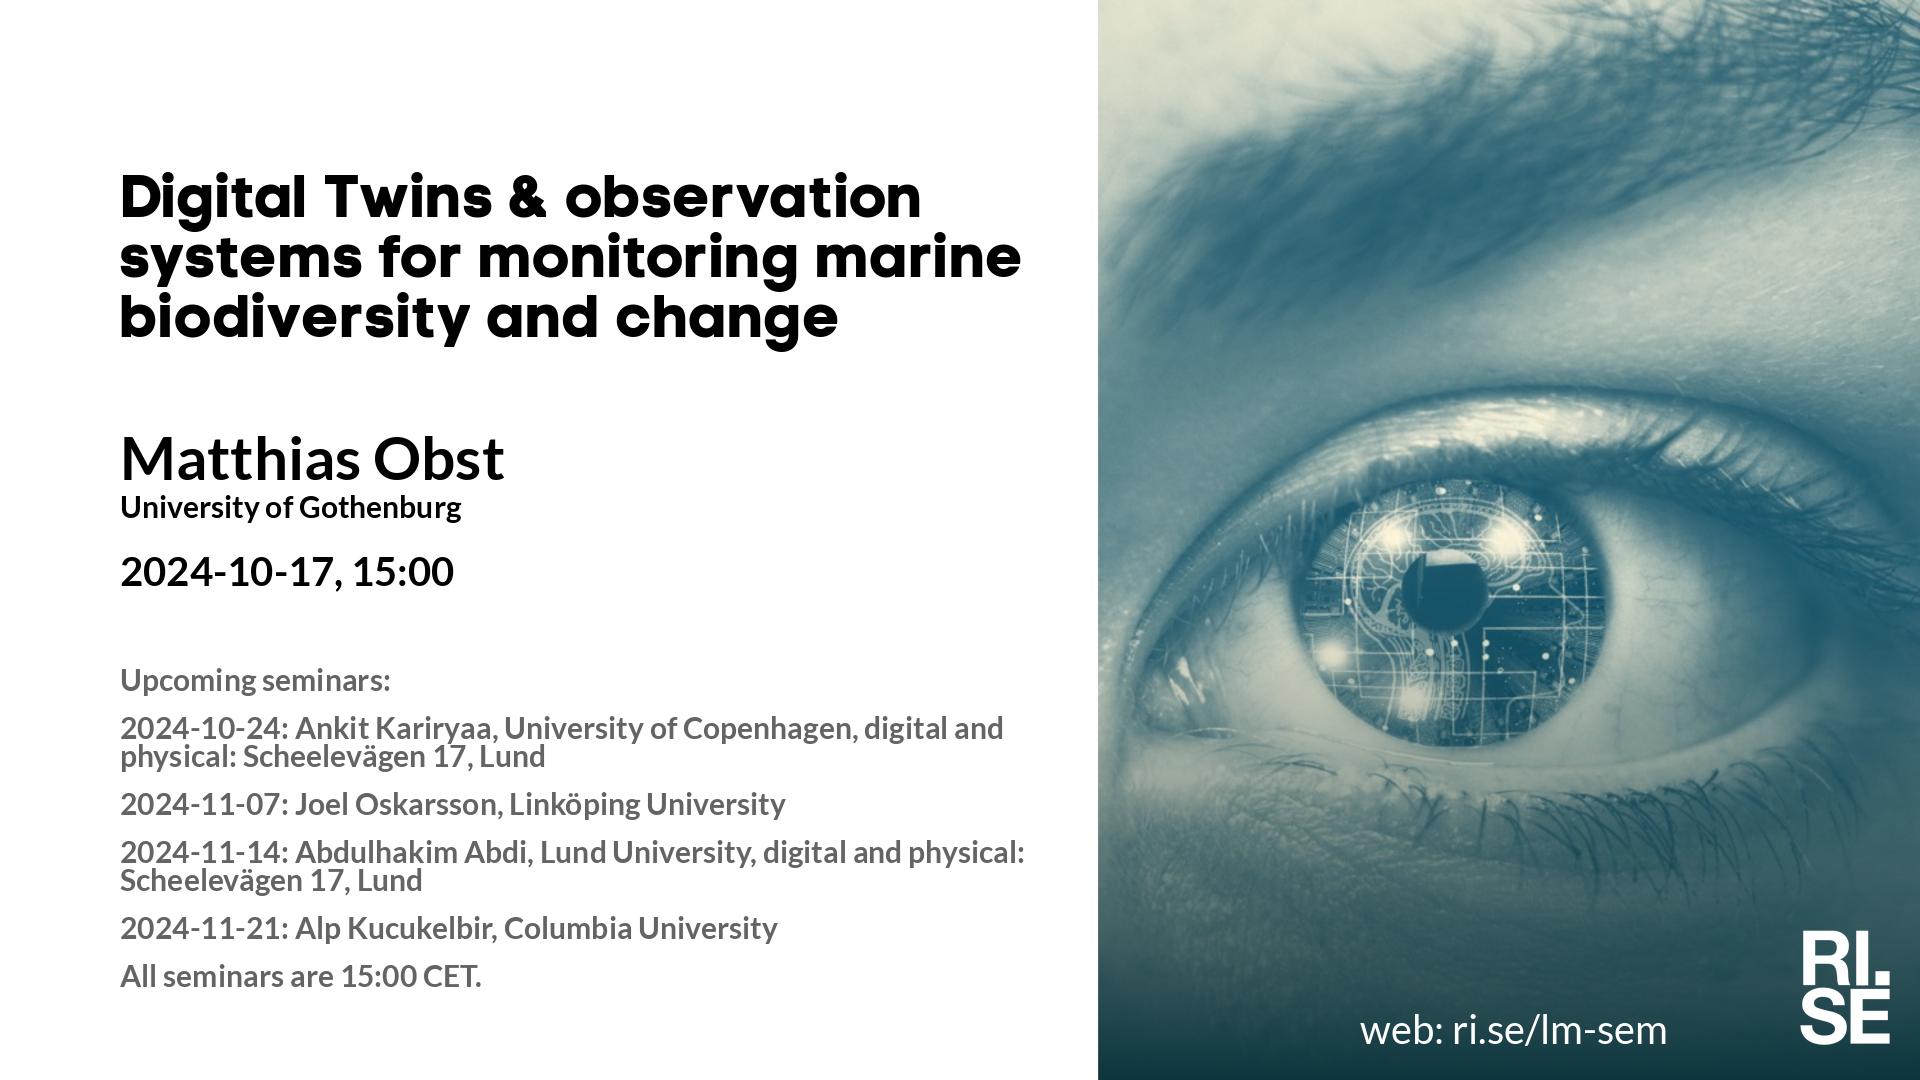 Digital Twins & observation
systems for monitoring marine
biodiversity and change
Matthias Obst
University of Gothenburg
2024-10-17, 15:00
Upcoming seminars:
2024-10-24: Ankit Kariryaa, University of Copenhagen, digital and
physical: Scheelevägen 17, Lund
2024-11-07: Joel Oskarsson, Linköping University
2024-11-14: Abdulhakim Abdi, Lund University, digital and physical:
Scheelevägen 17, Lund
2024-11-21: Alp Kucukelbir, Columbia University
All seminars are 15:00 CET.
web: ri.se/lm-sem
RI.
SE